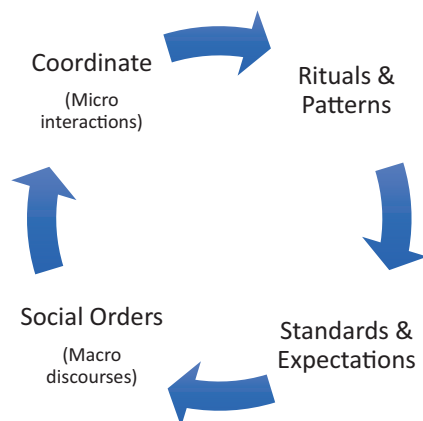 Coordinate
(Micro
interactions)
Rituals &
Patterns
Standards &
Expectations
Social Orders
(Macro
discourses)